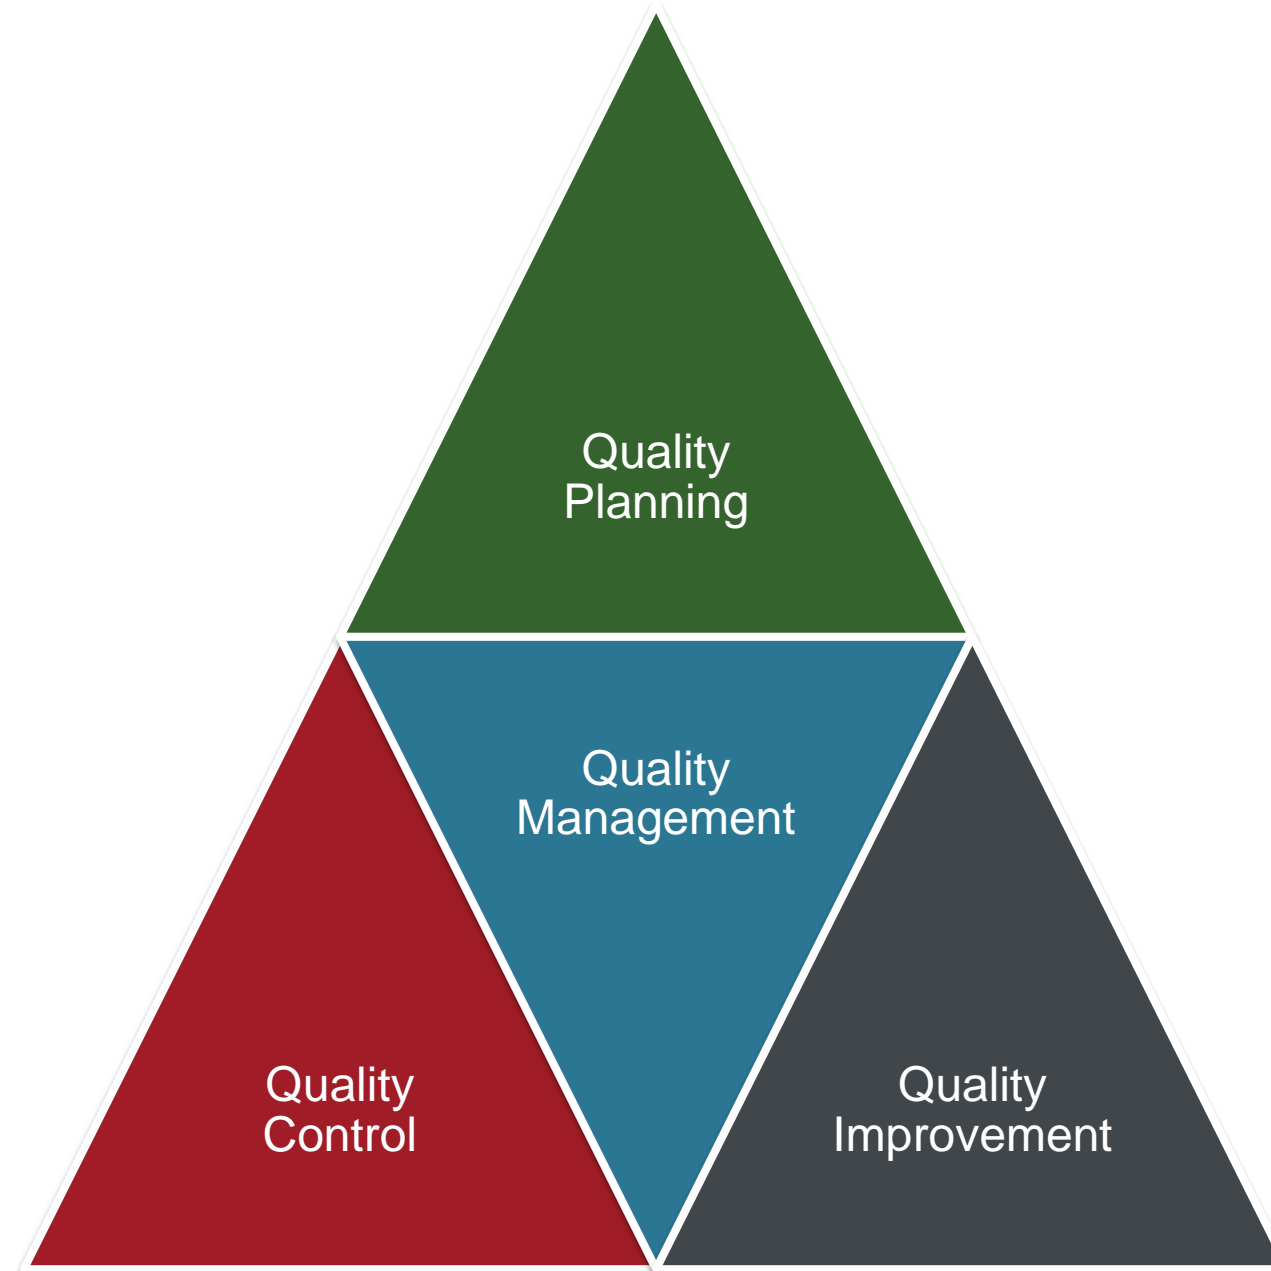 Quality
Planning
Quality
Management
Quality
Control
Quality
Improvement